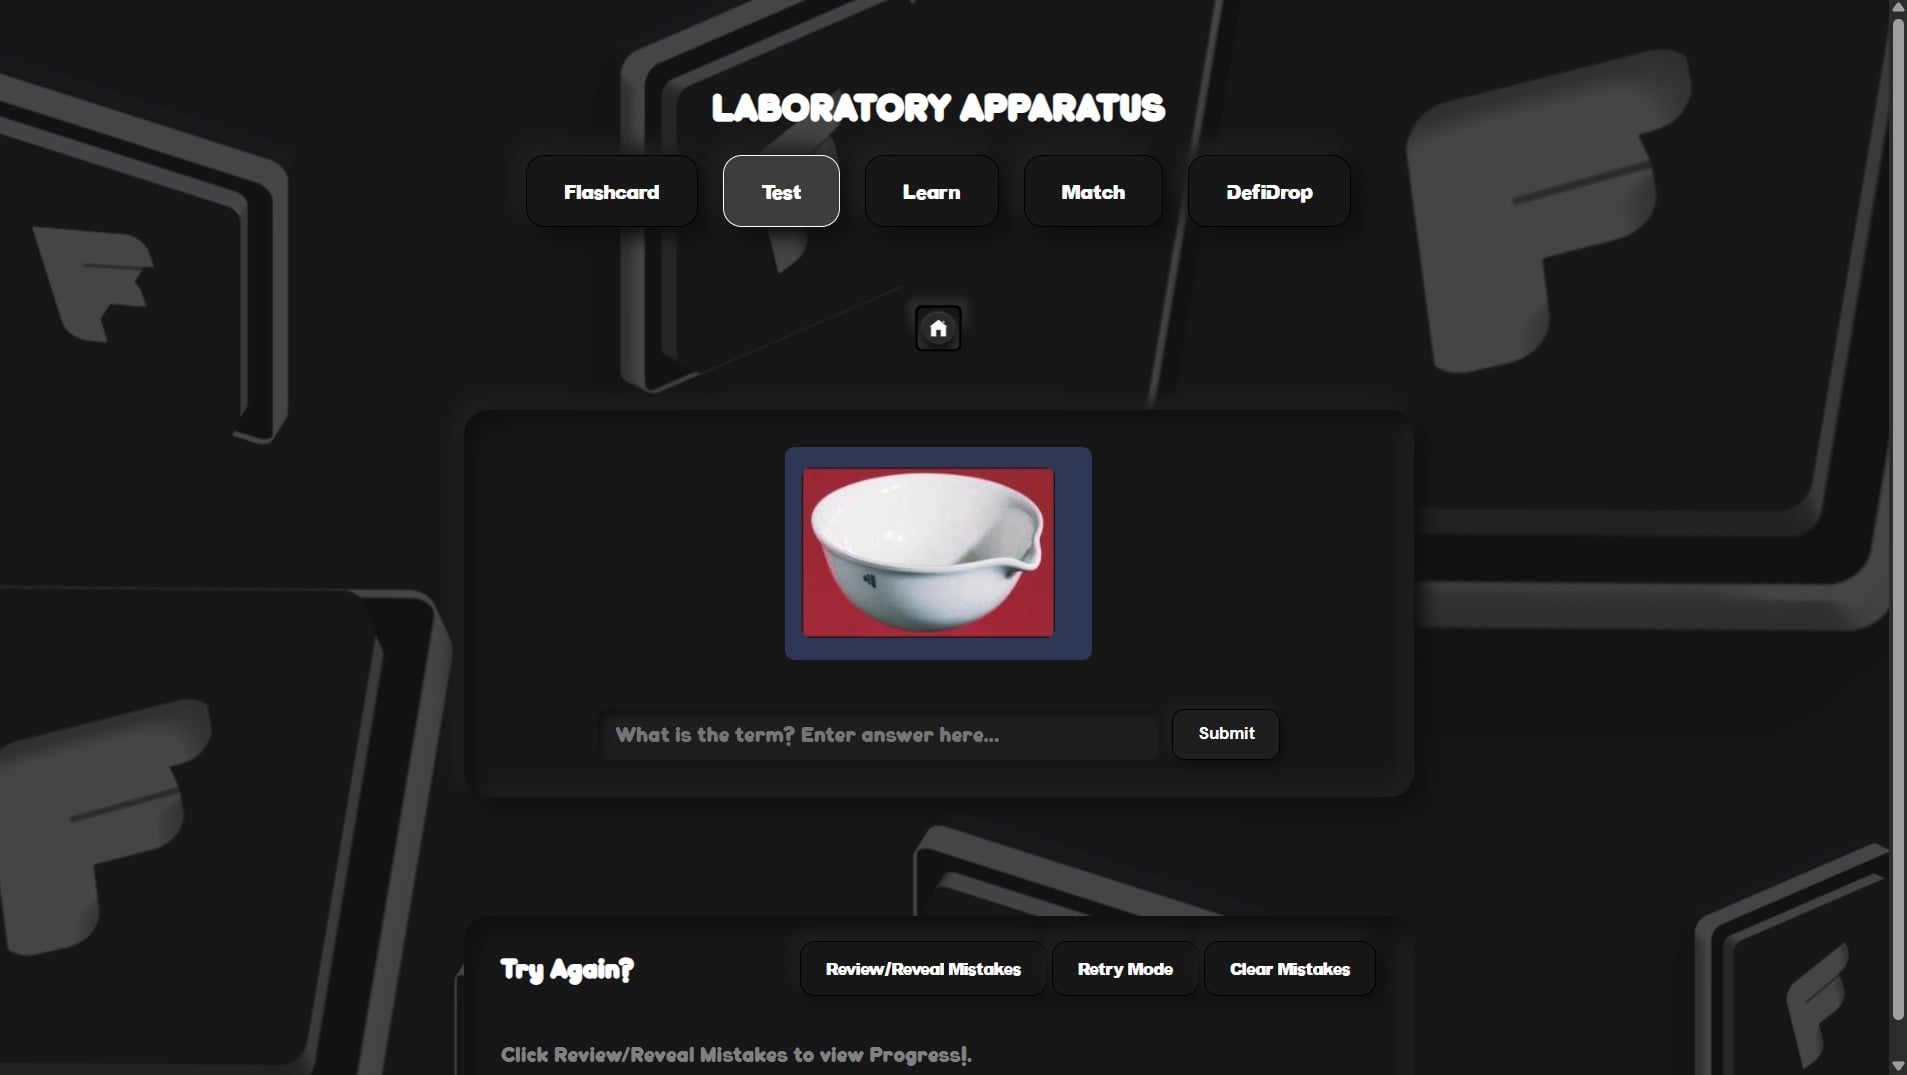 LABORATORY APPARATUS
Flashcard Test Learn Match DefiDrop
What is the term? Enter answer here... Submit
Try Again? Review/Reveal Mistakes Retry Mode Clear Mistakes
Click Review/Reveal Mistakes to view Progress!.